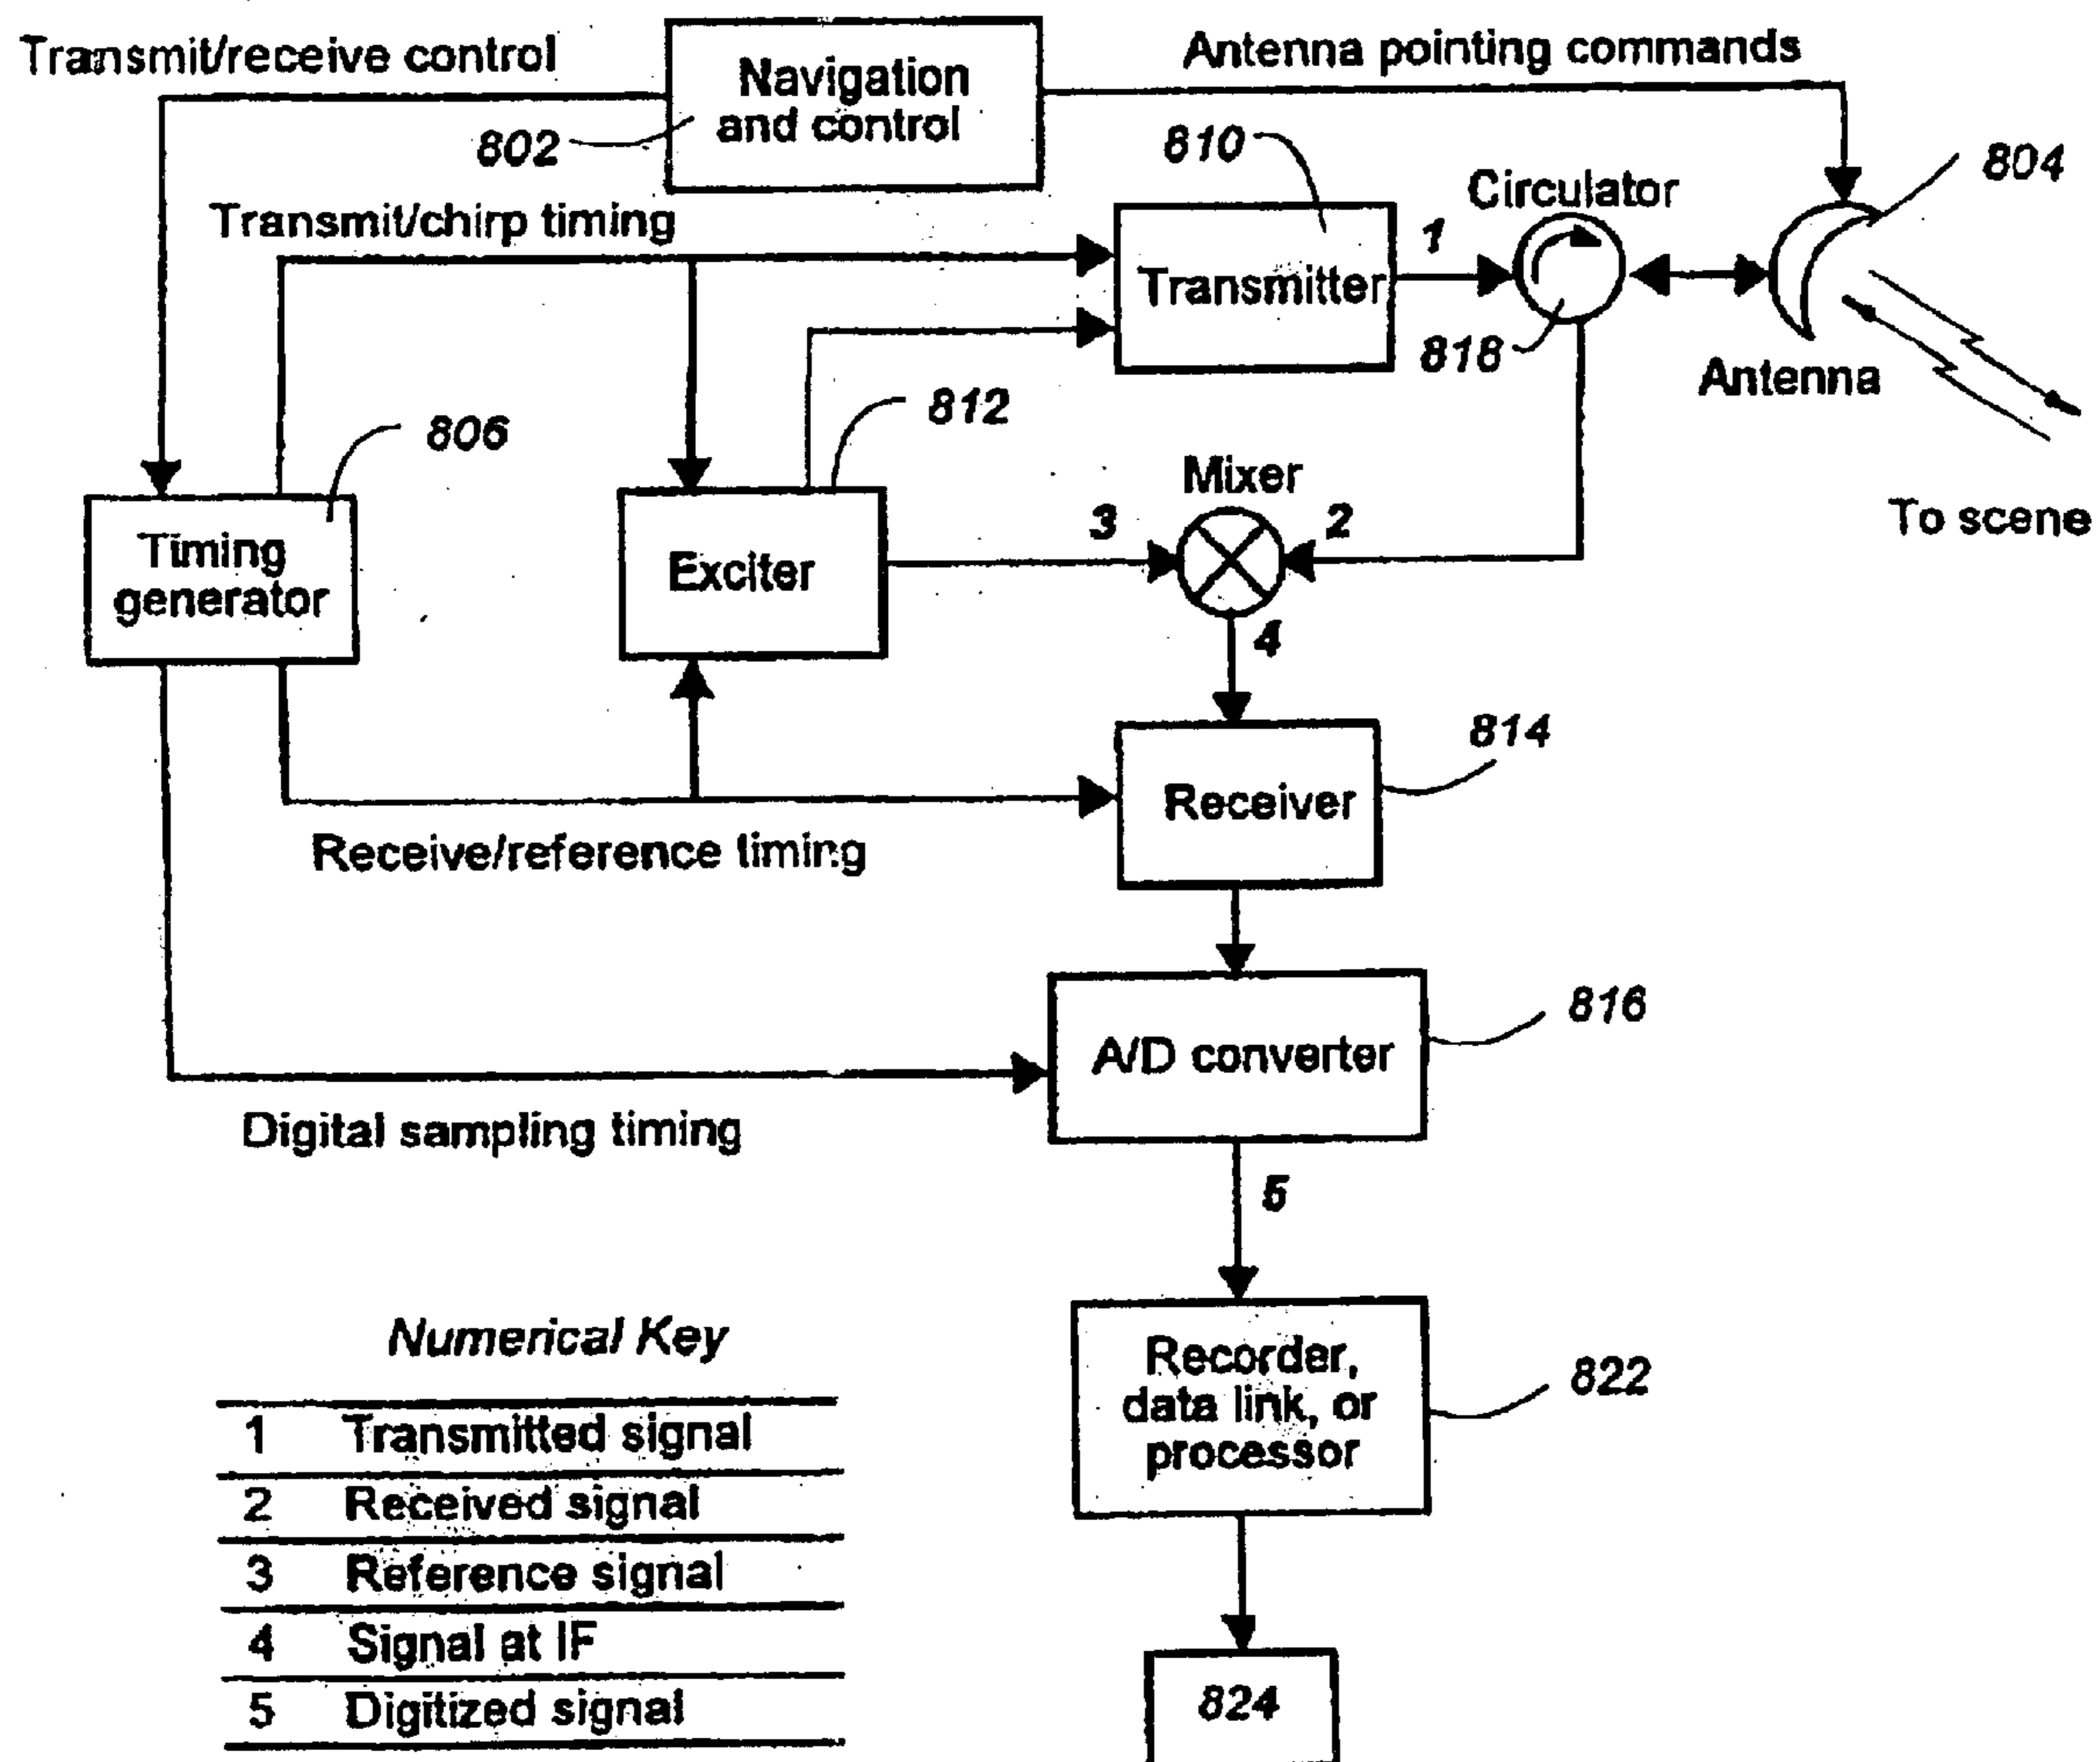 Transmit/receive control
Navigation
and control
Antenna pointing commands
802
810
804
Circulator
Transmit/chirp timing
1
Transmitter
818
Antenna
812
806
Mixer
3
2
To scene
Timing
generator
Exciter
4
814
Receiver
Receive/reference timing
816
A/D converter
Digital sampling timing
5
Numerical Key
Recorder,
data link, or
processor
822
1 Transmitted signal
2 Received signal
3 Reference signal
4 Signal at IF
5 Digitized signal
824